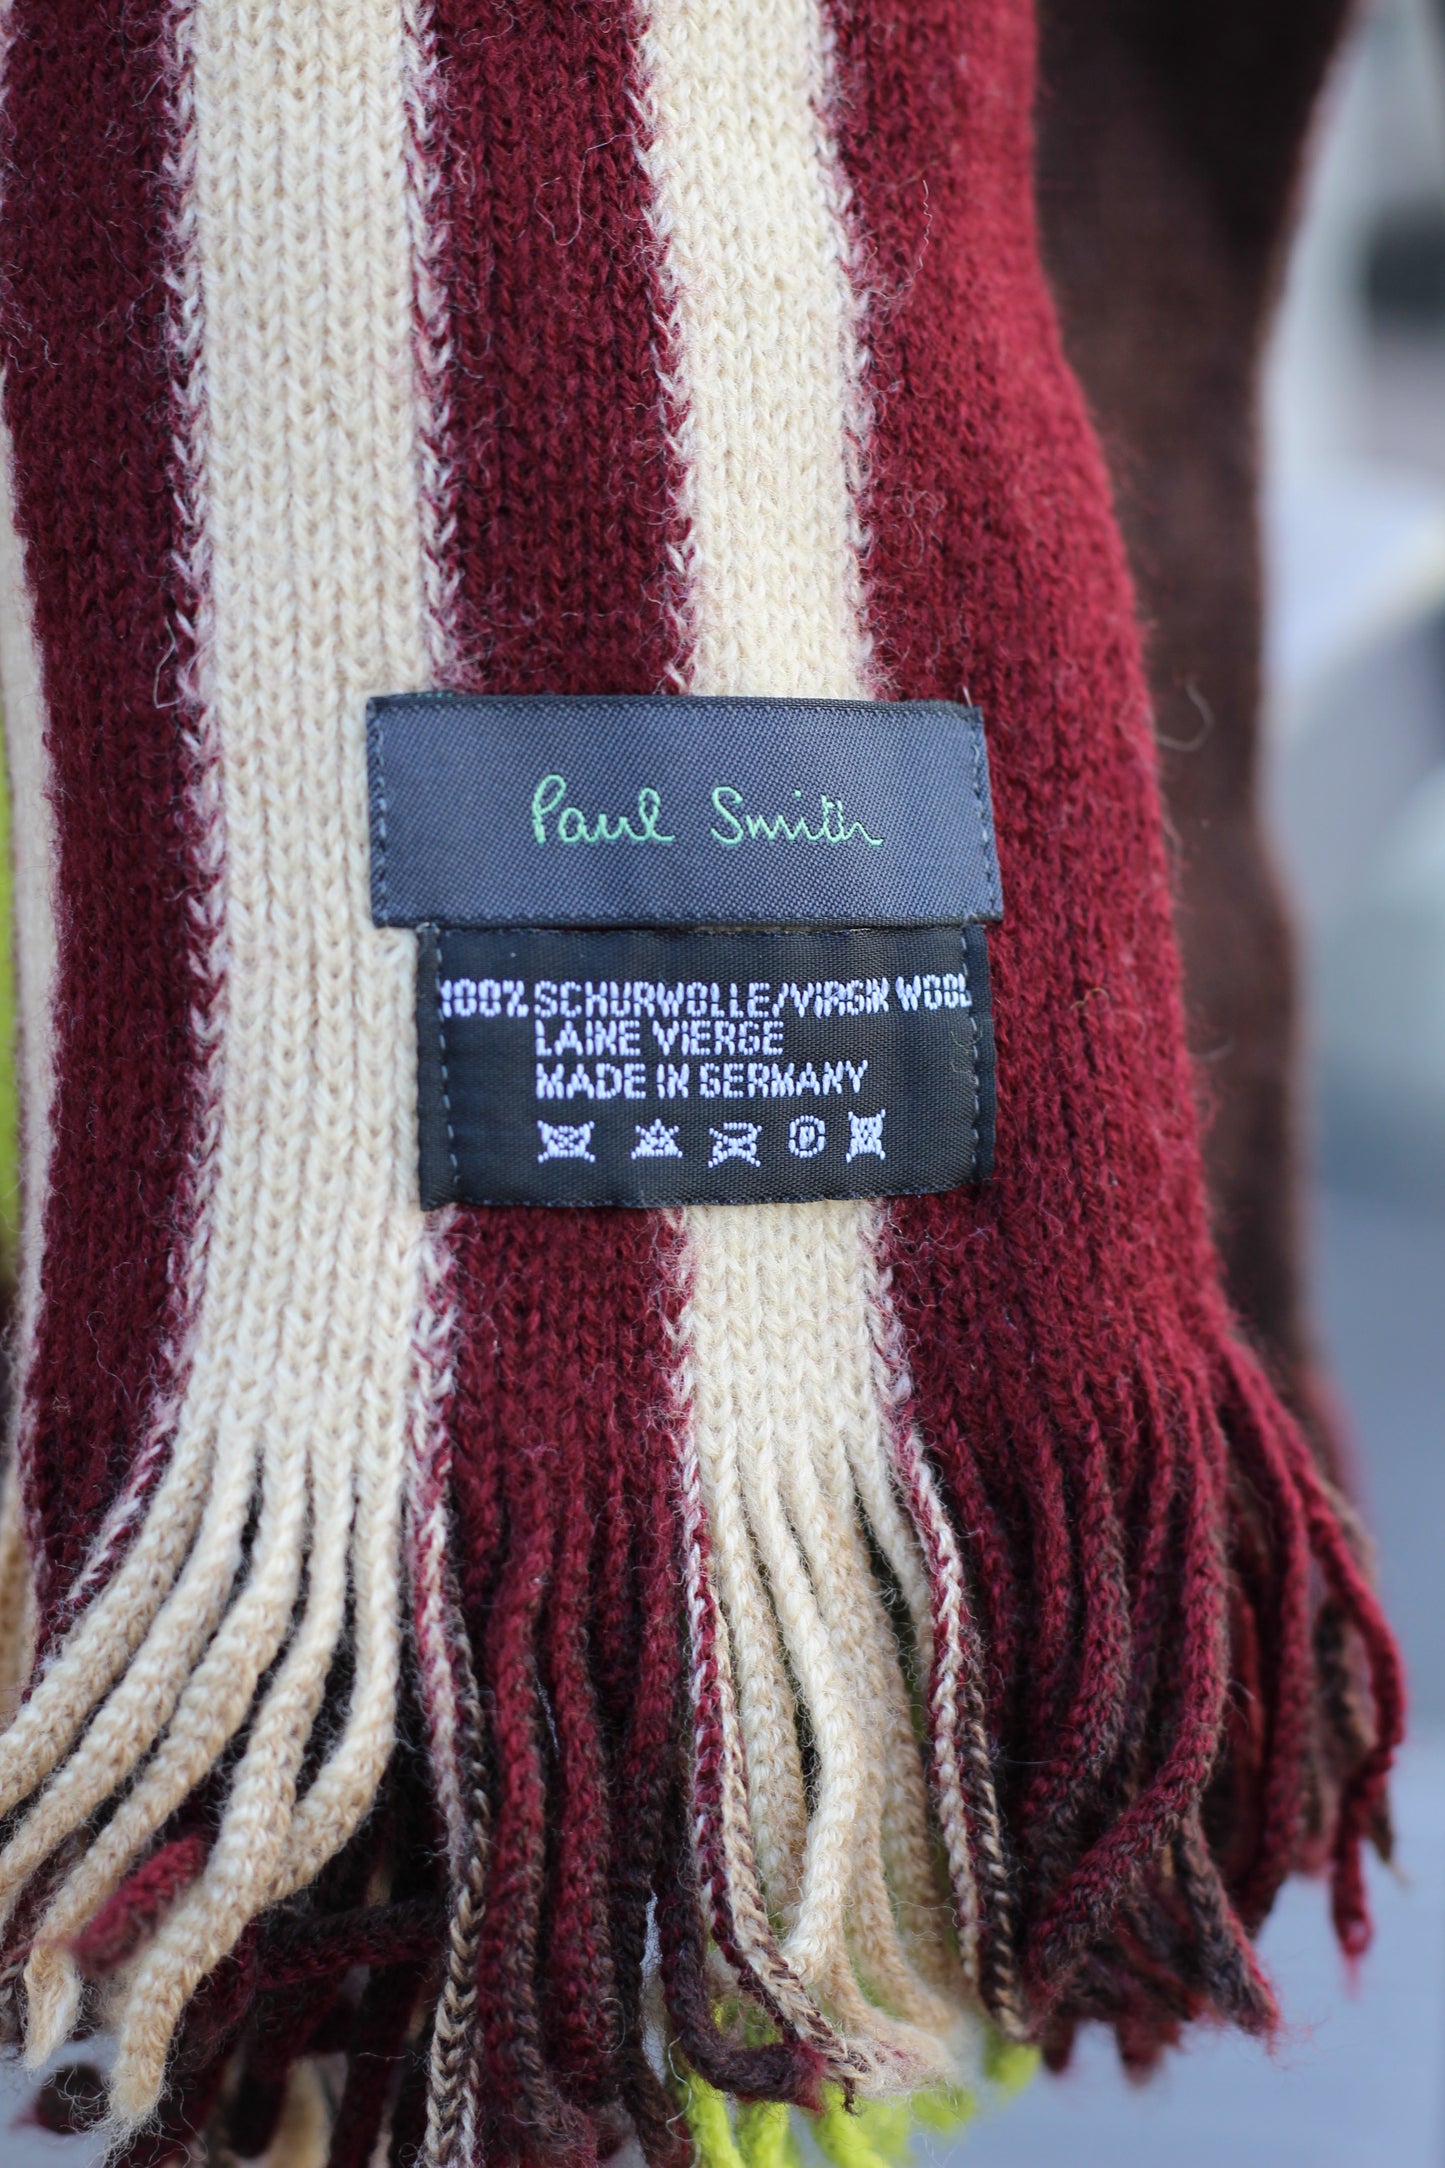 Paul Smith
100% SCHURWOLLE/VIRGIN WOOL
LAINE VIERGE
MADE IN GERMANY
P